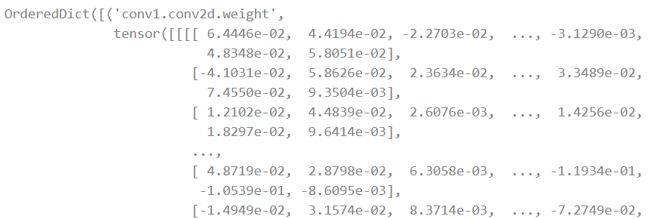 OrderedDict([('conv1.conv2d.weight',
tensor([[[[ 6.4446e-02, 4.4194e-02, -2.2703e-02, ..., -3.1290e-03,
4.8348e-02, 5.8051e-02],
[-4.1031e-02, 5.8626e-02, 2.3634e-02, ..., 3.3489e-02,
7.4550e-02, 9.3504e-03],
[ 1.2102e-02, 4.4839e-02, 2.6076e-03, ..., 1.4256e-02,
1.8297e-02, 9.6414e-03],
...,
[ 4.8719e-02, 2.8798e-02, 6.3058e-03, ..., -1.1934e-01,
-1.0539e-01, -8.6095e-03],
[-1.4949e-02, 3.1574e-02, 8.3714e-03, ..., -7.2749e-02,